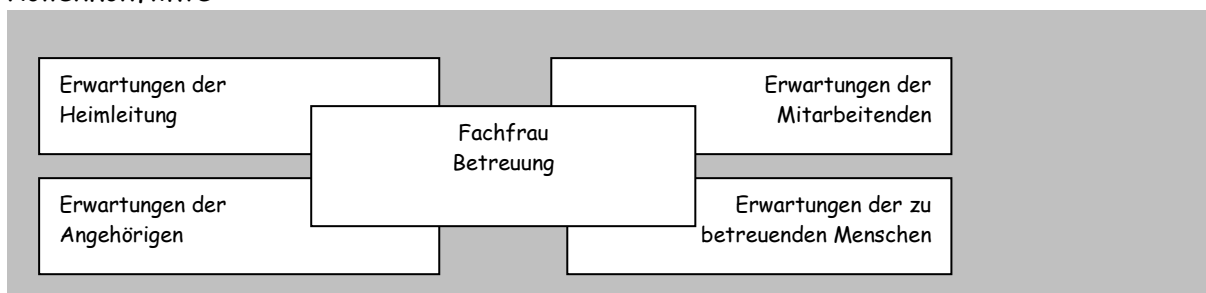 Erwartungen der
Heimleitung
Erwartungen der
Mitarbeitenden
Fachfrau
Betreuung
Erwartungen der
Angehörigen
Erwartungen der zu
betreuenden Menschen